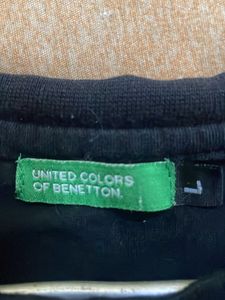 UNITED COLORS
OF BENETTON.
L